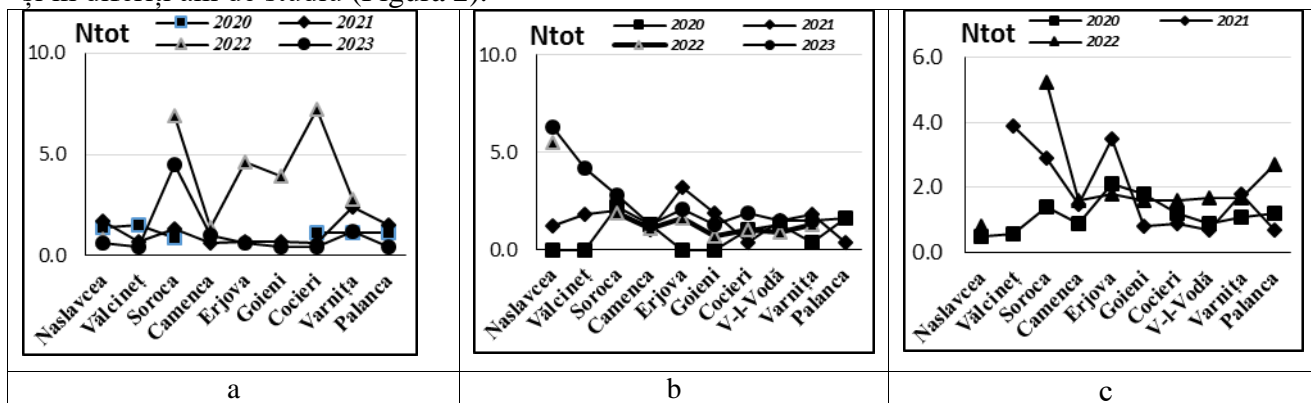 și în diferiți ani de studiu (Figura 2).
Ntot
2020
2021
2022
2023
10.0
5.0
0.0
Naslavcea
Vălcineț
Soroca
Camenca
Erjova
Goieni
Cocieri
Varnița
Palanca
a
Ntot
2020
2021
2022
2023
10.0
5.0
0.0
Naslavcea
Vălcineț
Soroca
Camenca
Erjova
Goieni
Cocieri
V-l-Vodă
Varnița
Palanca
b
Ntot
2020
2021
2022
6.0
4.0
2.0
0.0
Naslavcea
Vălcineț
Soroca
Camenca
Erjova
Goieni
Cocieri
V-l-Vodă
Varnița
Palanca
c